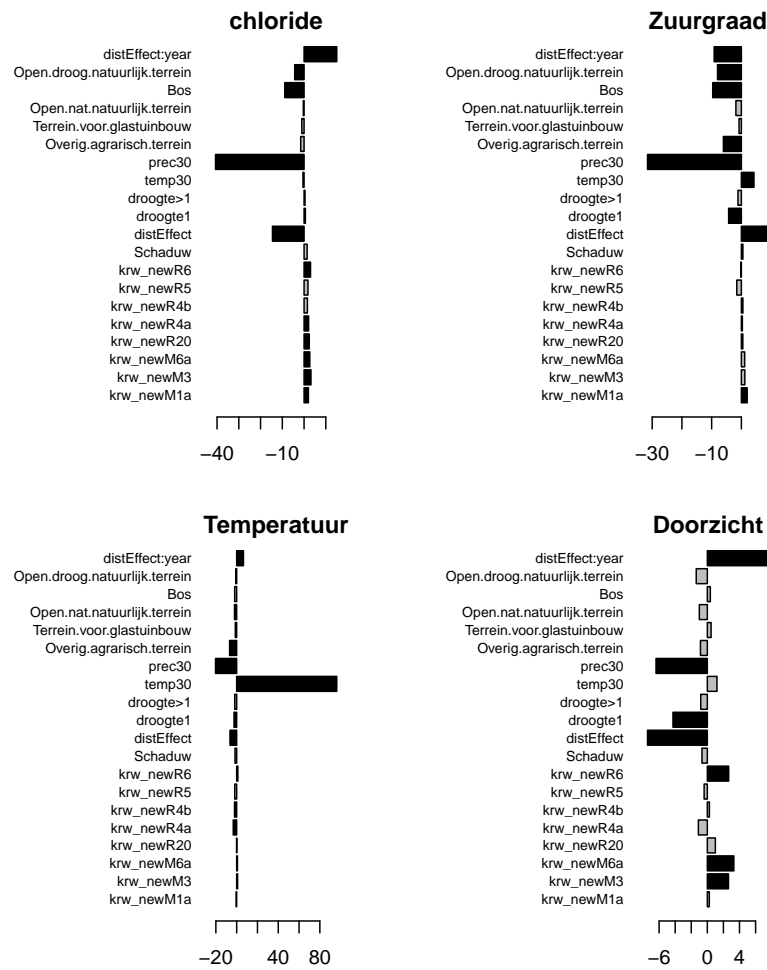 chloride
distEffect:year
Open.droog.natuurlijk.terrein
Bos
Open.nat.natuurlijk.terrein
Terrein.voor.glastuinbouw
Overig.agrarisch.terrein
prec30
temp30
droogte>1
droogte1
distEffect
Schaduw
krw_newR6
krw_newR5
krw_newR4b
krw_newR4a
krw_newR20
krw_newM6a
krw_newM3
krw_newM1a
−40 −10
Zuurgraad
distEffect:year
Open.droog.natuurlijk.terrein
Bos
Open.nat.natuurlijk.terrein
Terrein.voor.glastuinbouw
Overig.agrarisch.terrein
prec30
temp30
droogte>1
droogte1
distEffect
Schaduw
krw_newR6
krw_newR5
krw_newR4b
krw_newR4a
krw_newR20
krw_newM6a
krw_newM3
krw_newM1a
−30 −10
Temperatuur
distEffect:year
Open.droog.natuurlijk.terrein
Bos
Open.nat.natuurlijk.terrein
Terrein.voor.glastuinbouw
Overig.agrarisch.terrein
prec30
temp30
droogte>1
droogte1
distEffect
Schaduw
krw_newR6
krw_newR5
krw_newR4b
krw_newR4a
krw_newR20
krw_newM6a
krw_newM3
krw_newM1a
−20 40 80
Doorzicht
distEffect:year
Open.droog.natuurlijk.terrein
Bos
Open.nat.natuurlijk.terrein
Terrein.voor.glastuinbouw
Overig.agrarisch.terrein
prec30
temp30
droogte>1
droogte1
distEffect
Schaduw
krw_newR6
krw_newR5
krw_newR4b
krw_newR4a
krw_newR20
krw_newM6a
krw_newM3
krw_newM1a
−6 0 4